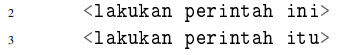 2 <lakukan perintah ini>
3 <lakukan perintah itu>